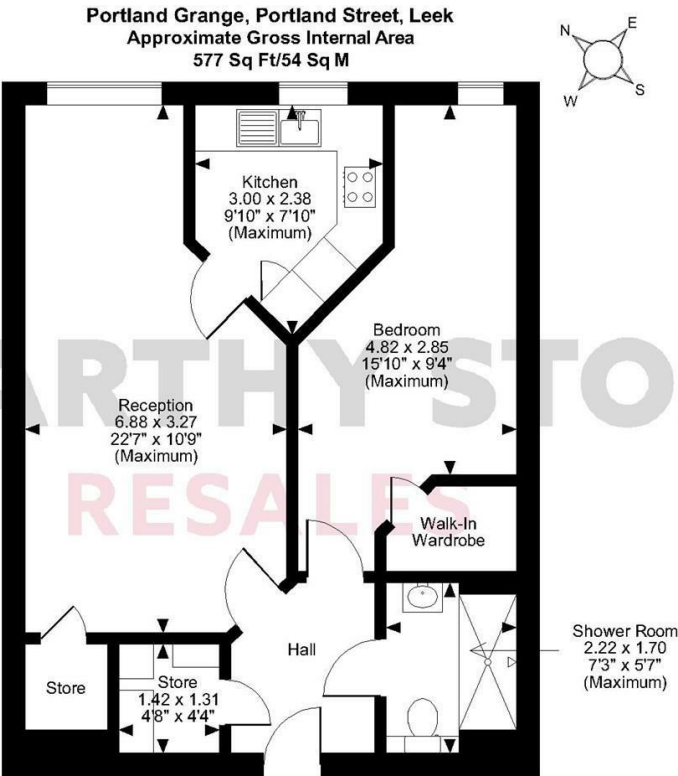 Portland Grange, Portland Street, Leek
Approximate Gross Internal Area
577 Sq Ft/54 Sq M
N
E
W
S
Kitchen
3.00 x 2.38
9'10" x 7'10"
(Maximum)
Bedroom
4.82 x 2.85
15'10" x 9'4"
(Maximum)
ARTHY STO
Reception
6.88 x 3.27
22'7" x 10'9"
(Maximum)
RESALES
Walk-In
Wardrobe
Hall
Shower Room
2.22 x 1.70
7'3" x 5'7"
(Maximum)
Store
Store
1.42 x 1.31
4'8" x 4'4"